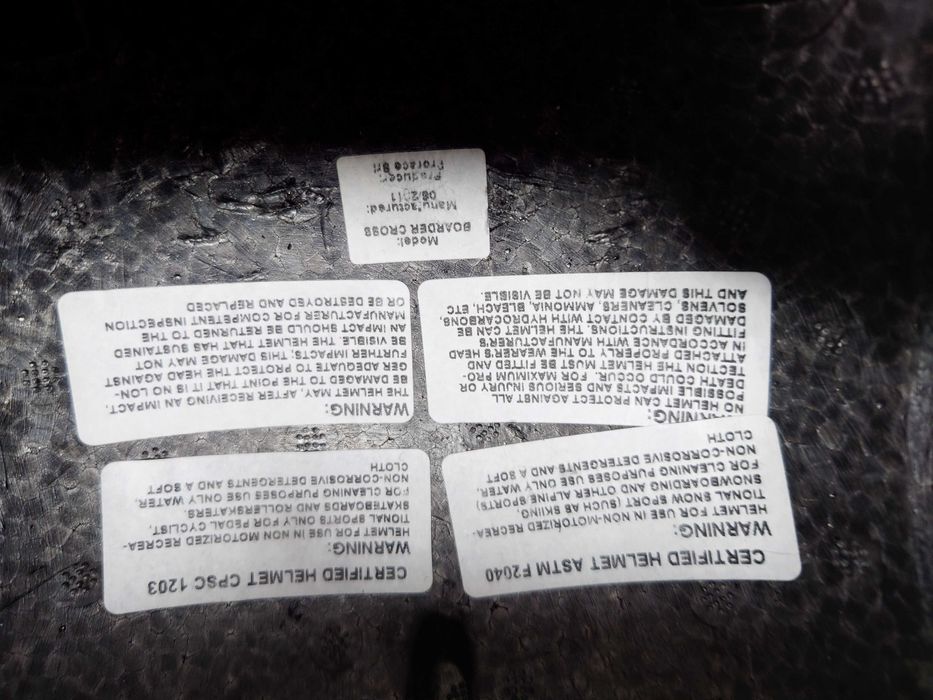 CERTIFIED HELMET CPSC 1203
WARNING:
HELMET FOR USE IN NON MOTORIZED RECREA-
TIONAL SPORTS ONLY FOR PEDAL CYCLIST,
SKATEBOARDS AND ROLLERSKATERS.
FOR CLEANING PURPOSES USE ONLY WATER,
NON-CORROSIVE DETERGENTS AND A SOFT
CLOTH
CERTIFIED HELMET ASTM F2040
WARNING:
HELMET FOR USE IN NON-MOTORIZED RECREA-
TIONAL SNOW SPORT (SUCH AS SKIING,
SNOWBOARDING AND OTHER ALPINE SPORTS)
FOR CLEANING PURPOSES USE ONLY WATER,
NON-CORROSIVE DETERGENTS AND A SOFT
CLOTH
WARNING:
THE HELMET MAY, AFTER RECEIVING AN IMPACT,
BE DAMAGED TO THE POINT THAT IT IS NO LON-
GER ADEQUATE TO PROTECT THE HEAD AGAINST
FURTHER IMPACTS; THIS DAMAGE MAY NOT
BE VISIBLE. THE HELMET THAT HAS SUSTAINED
AN IMPACT SHOULD BE RETURNED TO THE
MANUFACTURER FOR COMPETENT INSPECTION
OR BE DESTROYED AND REPLACED
WARNING:
NO HELMET CAN PROTECT AGAINST ALL
POSSIBLE IMPACTS AND SERIOUS INJURY OR
DEATH COULD OCCUR. FOR MAXIMUM PRO-
TECTION THE HELMET MUST BE FITTED AND
ATTACHED PROPERLY TO THE WEARER'S HEAD
IN ACCORDANCE WITH MANUFACTURER'S
FITTING INSTRUCTIONS. THE HELMET CAN BE
DAMAGED BY CONTACT WITH HYDROCARBONS,
SOLVENS, CLEANERS, AMMONIA, BLEACH, ETC
AND THIS DAMAGE MAY NOT BE VISIBLE.
Model:
BOARDER CROSS
Manufactured:
08/2011
Producer:
Prorace Srl